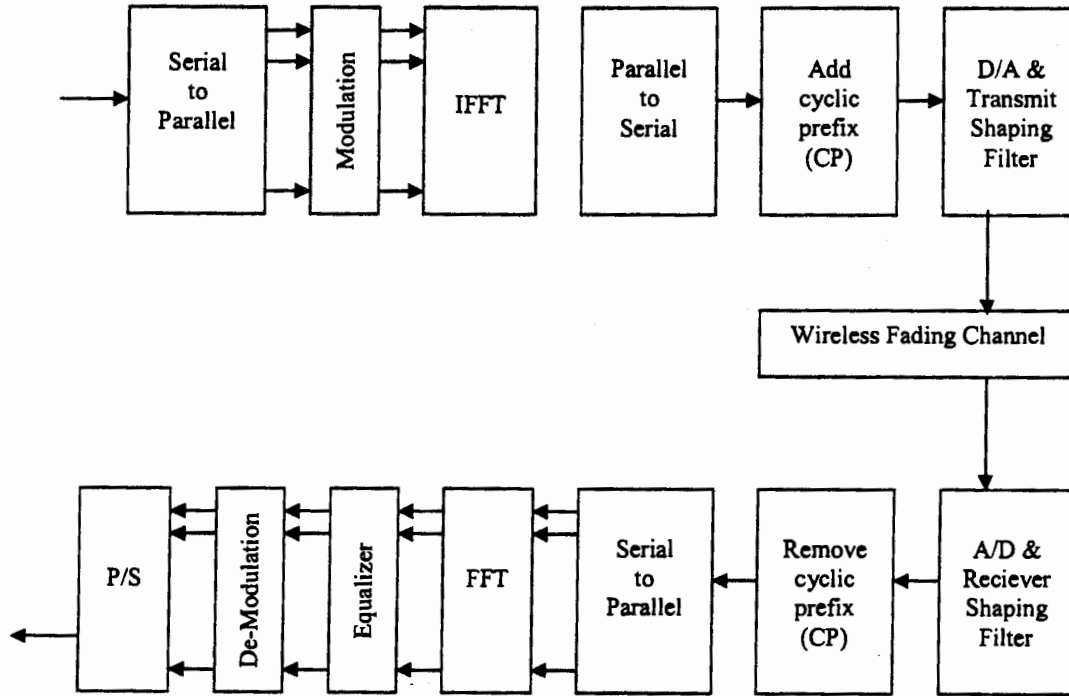 Serial
to
Parallel
Modulation
IFFT
Parallel
to
Serial
Add
cyclic
prefix
(CP)
D/A &
Transmit
Shaping
Filter
Wireless Fading Channel
P/S
De-Modulation
Equalizer
FFT
Serial
to
Parallel
Remove
cyclic
prefix
(CP)
A/D &
Reciever
Shaping
Filter